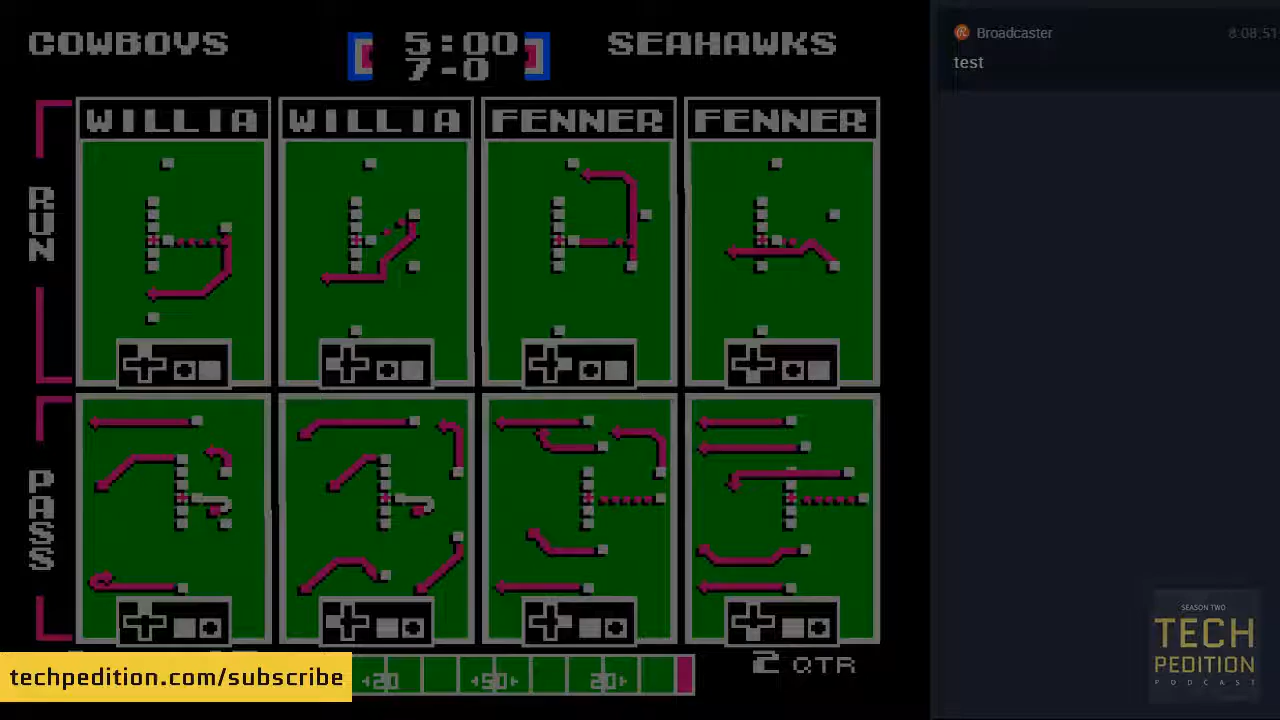 COWBOYS
5:00
7-0
SEAHAWKS
Broadcaster
8:08.51
test
RUN
WILLIA
WILLIA
FENNER
FENNER
PASS
20
50
20
2 QTR
techpedition.com/subscribe
SEASON TWO
TECH
PEDITION
PODCAST